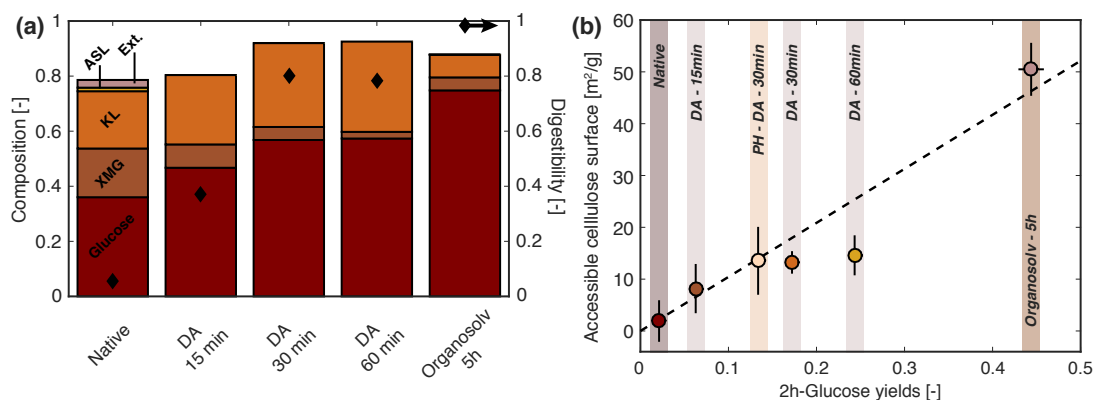 (a)
Composition [-]
1
0.8
0.6
0.4
0.2
0
ASL
Ext.
KL
XMG
Glucose
1
0.8
0.6
0.4
0.2
0
Digestibility [-]
Native
DA
15 min
DA
30 min
DA
60 min
Organosolv
5h
(b)
Accessible celllulose surface [m²/g]
60
50
40
30
20
10
0
Native
DA - 15min
PH - DA - 30min
DA - 30min
DA - 60min
Organosolv - 5h
0
0.1
0.2
0.3
0.4
0.5
2h-Glucose yields [-]